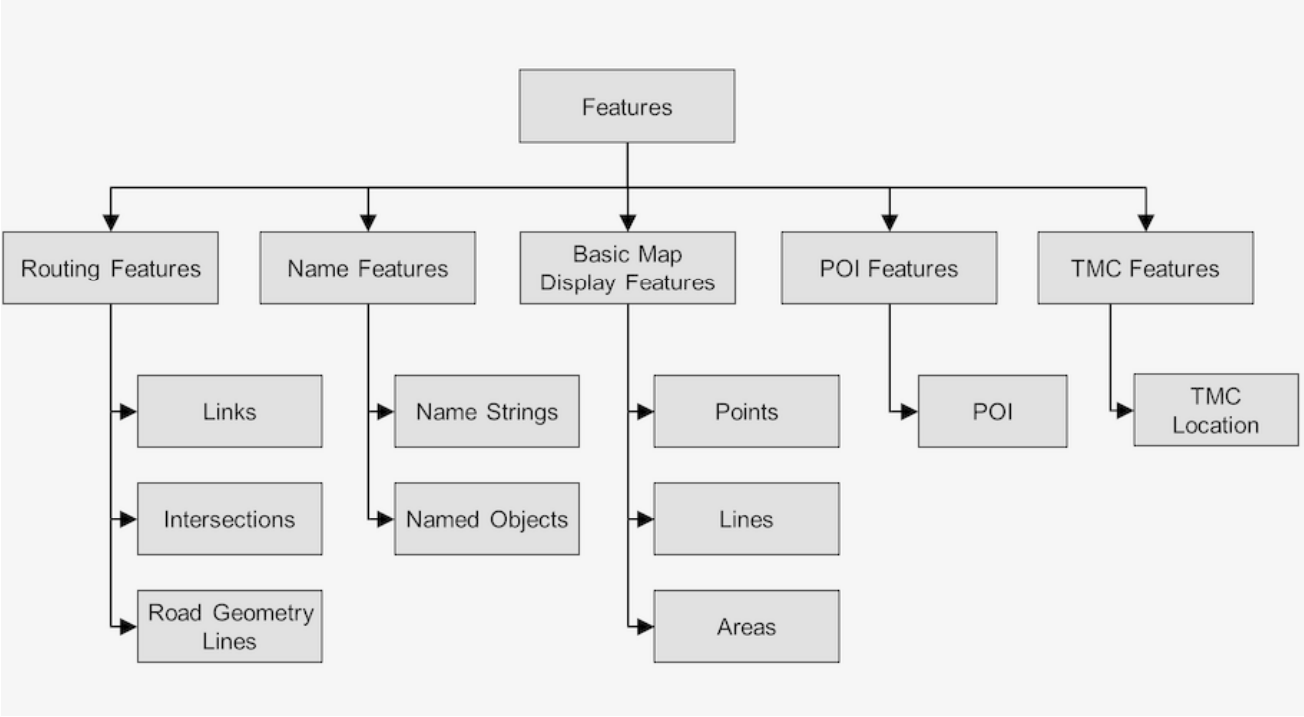 Features
Routing Features
Name Features
Basic Map
Display Features
POI Features
TMC Features
Links
Name Strings
Points
POI
TMC
Location
Intersections
Named Objects
Lines
Road Geometry
Lines
Areas